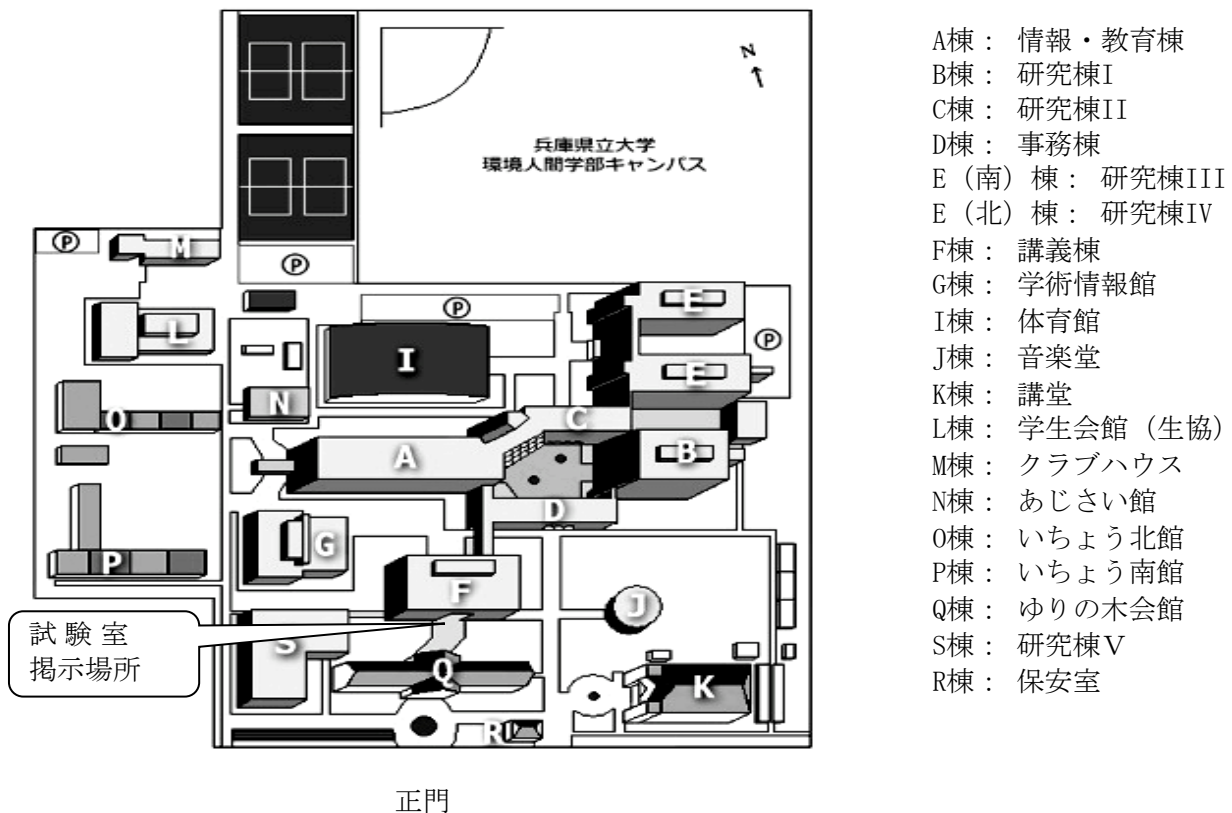 N
兵庫県立大学
環境人間学部キャンパス
P
M
P
P
E
L
I
P
E
N
C
O
A
B
D
G
P
F
J
試験室
掲示場所
S
Q
K
R
正門
A棟： 情報・教育棟
B棟： 研究棟I
C棟： 研究棟II
D棟： 事務棟
E（南）棟： 研究棟III
E（北）棟： 研究棟IV
F棟： 講義棟
G棟： 学術情報館
I棟： 体育館
J棟： 音楽堂
K棟： 講堂
L棟： 学生会館（生協）
M棟： クラブハウス
N棟： あじさい館
O棟： いちょう北館
P棟： いちょう南館
Q棟： ゆりの木会館
S棟： 研究棟Ⅴ
R棟： 保安室